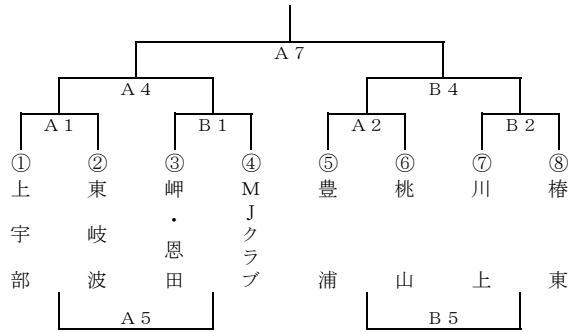 A7
A4
B4
A1
B1
A2
B2
①
②
③
④
⑤
⑥
⑦
⑧
上宇部
東岐波
岬・恩田
MJクラブ
豊浦
桃山
川上
椿東
A5
B5